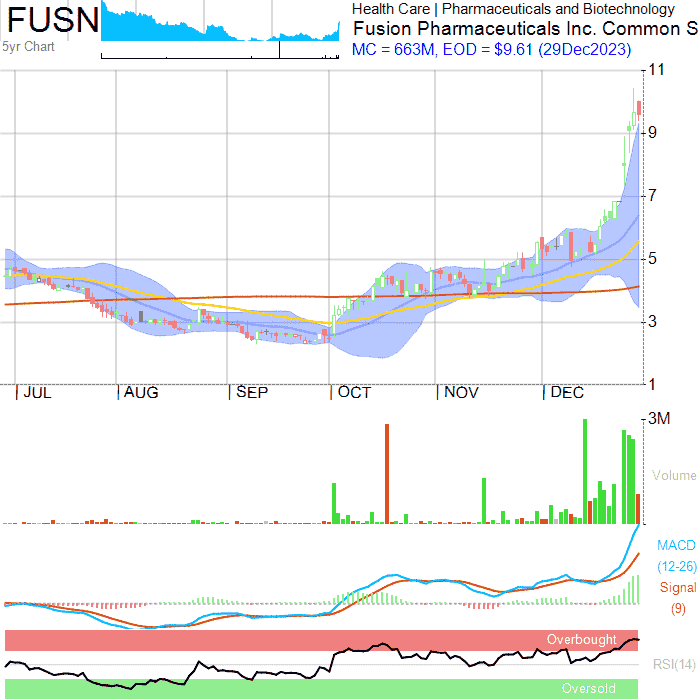 FUSN
5yr Chart
Health Care | Pharmaceuticals and Biotechnology
Fusion Pharmaceuticals Inc. Common S
MC = 663M, EOD = $9.61 (29Dec2023)
11
9
7
5
3
1
JUL
AUG
SEP
OCT
NOV
DEC
3M
Volume
MACD
(12-26)
Signal
(9)
Overbought
RSI(14)
Oversold